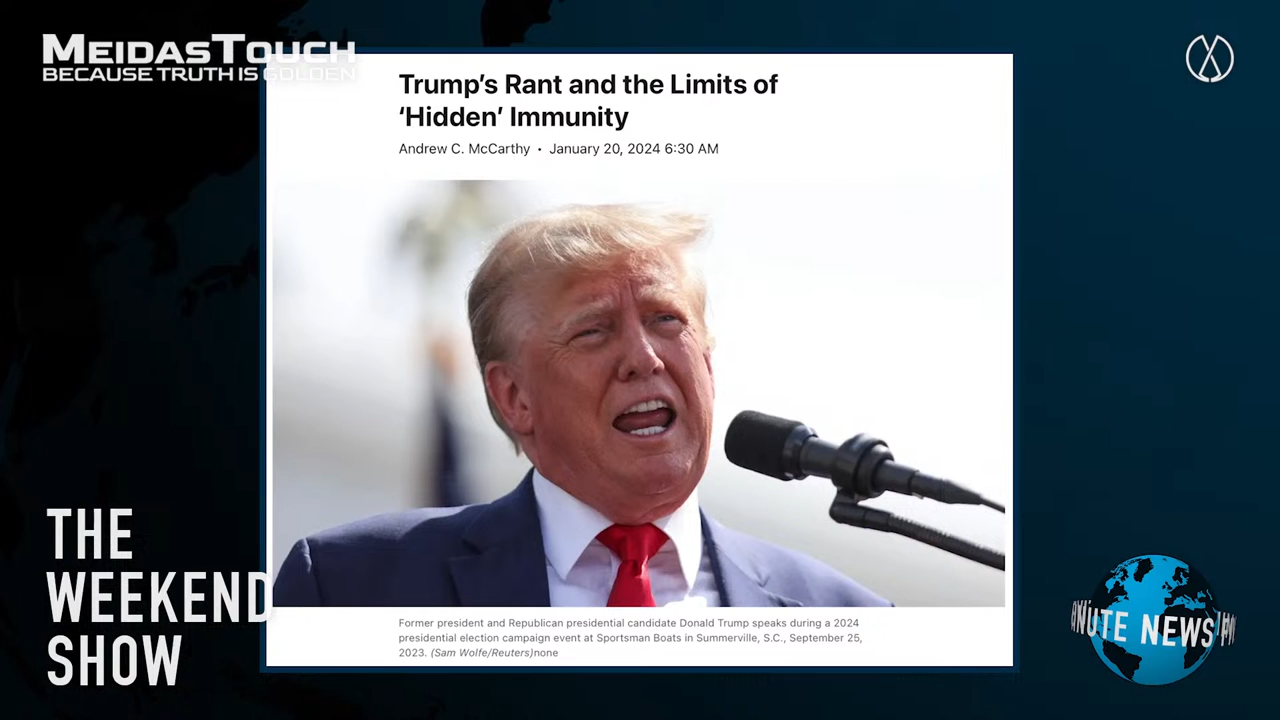 MEIDASTOUCH
BECAUSE TRUTH IS GOLDEN
Trump's Rant and the Limits of
'Hidden' Immunity
Andrew C. McCarthy • January 20, 2024 6:30 AM
Former president and Republican presidential candidate Donald Trump speaks during a 2024
presidential election campaign event at Sportsman Boats in Summerville, S.C., September 25,
2023. (Sam Wolfe/Reuters)none
THE
WEEKEND
SHOW
NEWS